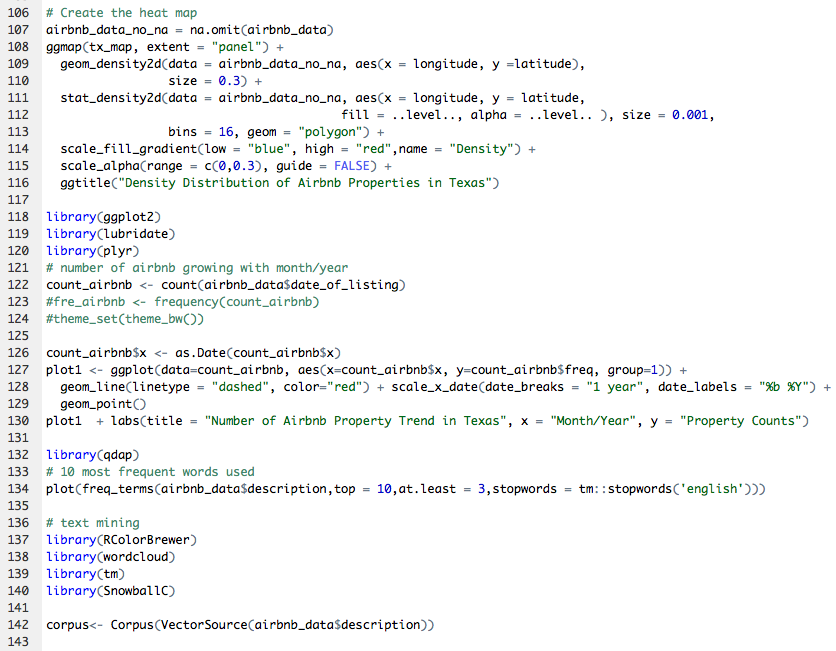 106 # Create the heat map
107 airbnb_data_no_na = na.omit(airbnb_data)
108 ggmap(tx_map, extent = "panel") +
109   geom_density2d(data = airbnb_data_no_na, aes(x = longitude, y =latitude),
110                  size = 0.3) +
111   stat_density2d(data = airbnb_data_no_na, aes(x = longitude, y = latitude,
112                                          fill = ..level.., alpha = ..level.. ), size = 0.001,
113                  bins = 16, geom = "polygon") +
114   scale_fill_gradient(low = "blue", high = "red",name = "Density") +
115   scale_alpha(range = c(0,0.3), guide = FALSE) +
116   ggtitle("Density Distribution of Airbnb Properties in Texas")
117
118 library(ggplot2)
119 library(lubridate)
120 library(plyr)
121 # number of airbnb growing with month/year
122 count_airbnb <- count(airbnb_data$date_of_listing)
123 #fre_airbnb <- frequency(count_airbnb)
124 #theme_set(theme_bw())
125
126 count_airbnb$x <- as.Date(count_airbnb$x)
127 plot1 <- ggplot(data=count_airbnb, aes(x=count_airbnb$x, y=count_airbnb$freq, group=1)) +
128   geom_line(linetype = "dashed", color="red") + scale_x_date(date_breaks = "1 year", date_labels = "%b %Y") +
129   geom_point()
130 plot1  + labs(title = "Number of Airbnb Property Trend in Texas", x = "Month/Year", y = "Property Counts")
131
132 library(qdap)
133 # 10 most frequent words used
134 plot(freq_terms(airbnb_data$description,top = 10,at.least = 3,stopwords = tm::stopwords('english')))
135
136 # text mining
137 library(RColorBrewer)
138 library(wordcloud)
139 library(tm)
140 library(SnowballC)
141
142 corpus<- Corpus(VectorSource(airbnb_data$description))
143